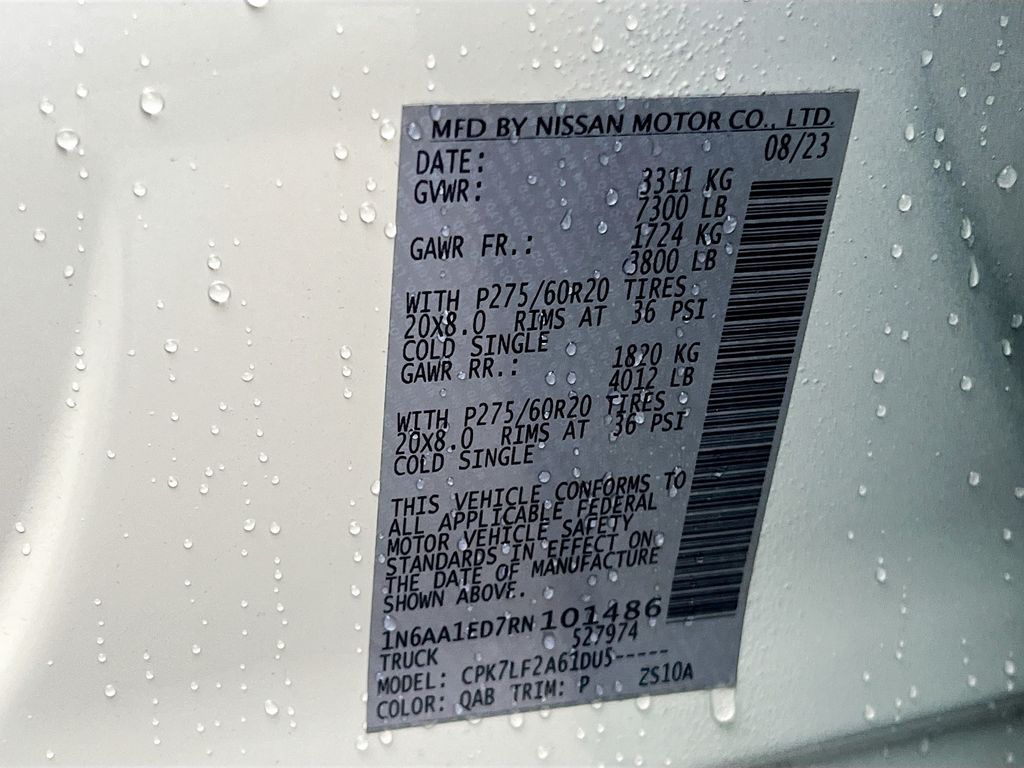 MFD BY NISSAN MOTOR CO., LTD.
DATE: 08/23
GVWR: 3311 KG
7300 LB
GAWR FR.: 1724 KG
3800 LB
WITH P275/60R20 TIRES
20X8.0 RIMS AT 36 PSI
COLD SINGLE
GAWR RR.: 1820 KG
4012 LB
WITH P275/60R20 TIRES
20X8.0 RIMS AT 36 PSI
COLD SINGLE
THIS VEHICLE CONFORMS TO
ALL APPLICABLE FEDERAL
MOTOR VEHICLE SAFETY
STANDARDS IN EFFECT ON
THE DATE OF MANUFACTURE
SHOWN ABOVE.
1N6AA1ED7RN101486
TRUCK 527974
MODEL: CPK7LF2A61DU5-----
COLOR: QAB TRIM: P ZS10A